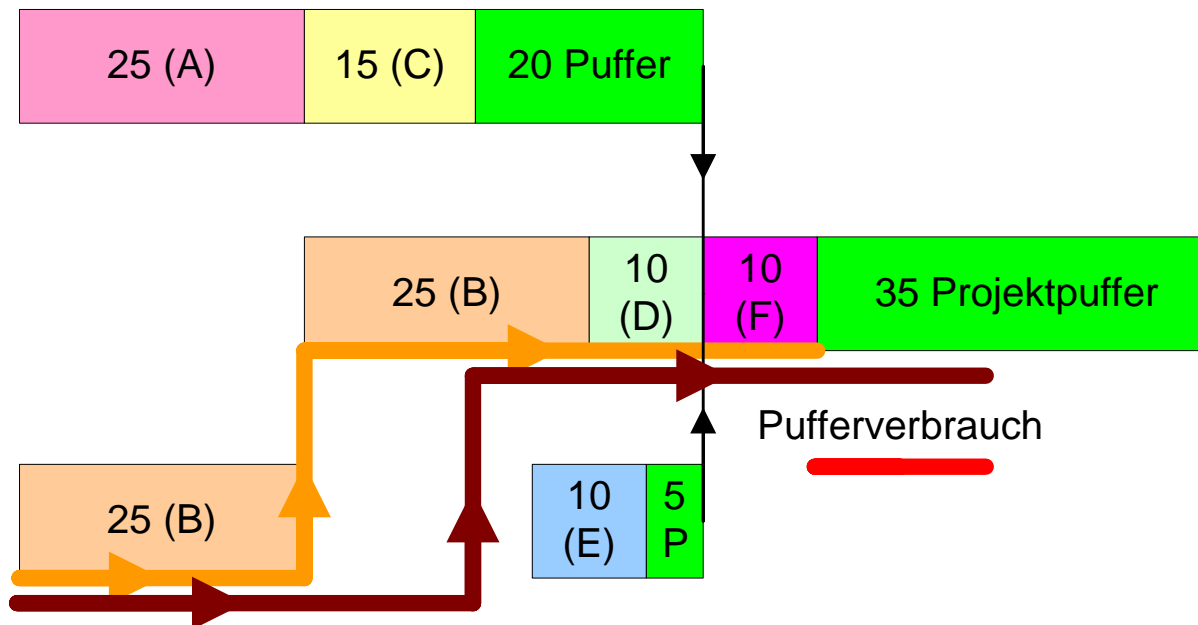 25 (A)
15 (C)
20 Puffer
25 (B)
10
(D)
10
(F)
35 Projektpuffer
Pufferverbrauch
25 (B)
10
(E)
5
P